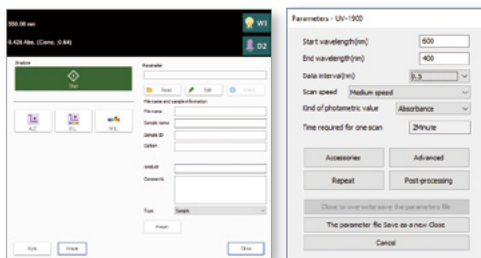 550.00 nm
0.426 Abs. (Conc. :0.64)
WI
D2
Start
Parameter
Read
Edit
File name and sample information
File name
Sample name
Sample ID
Option
Analyst
Comments
Type
Sample
Preset
Close
Parameters - UV-1900
Start wavelength(nm)
600
End wavelength(nm)
400
Data interval(nm)
0.5
Scan speed
Medium speed
Kind of photometric value
Absorbance
Time required for one scan
2Minute
Accessories
Advanced
Repeat
Post-processing
Close to overwrite save the parameters file
The parameter file Save as a new Close
Cancel